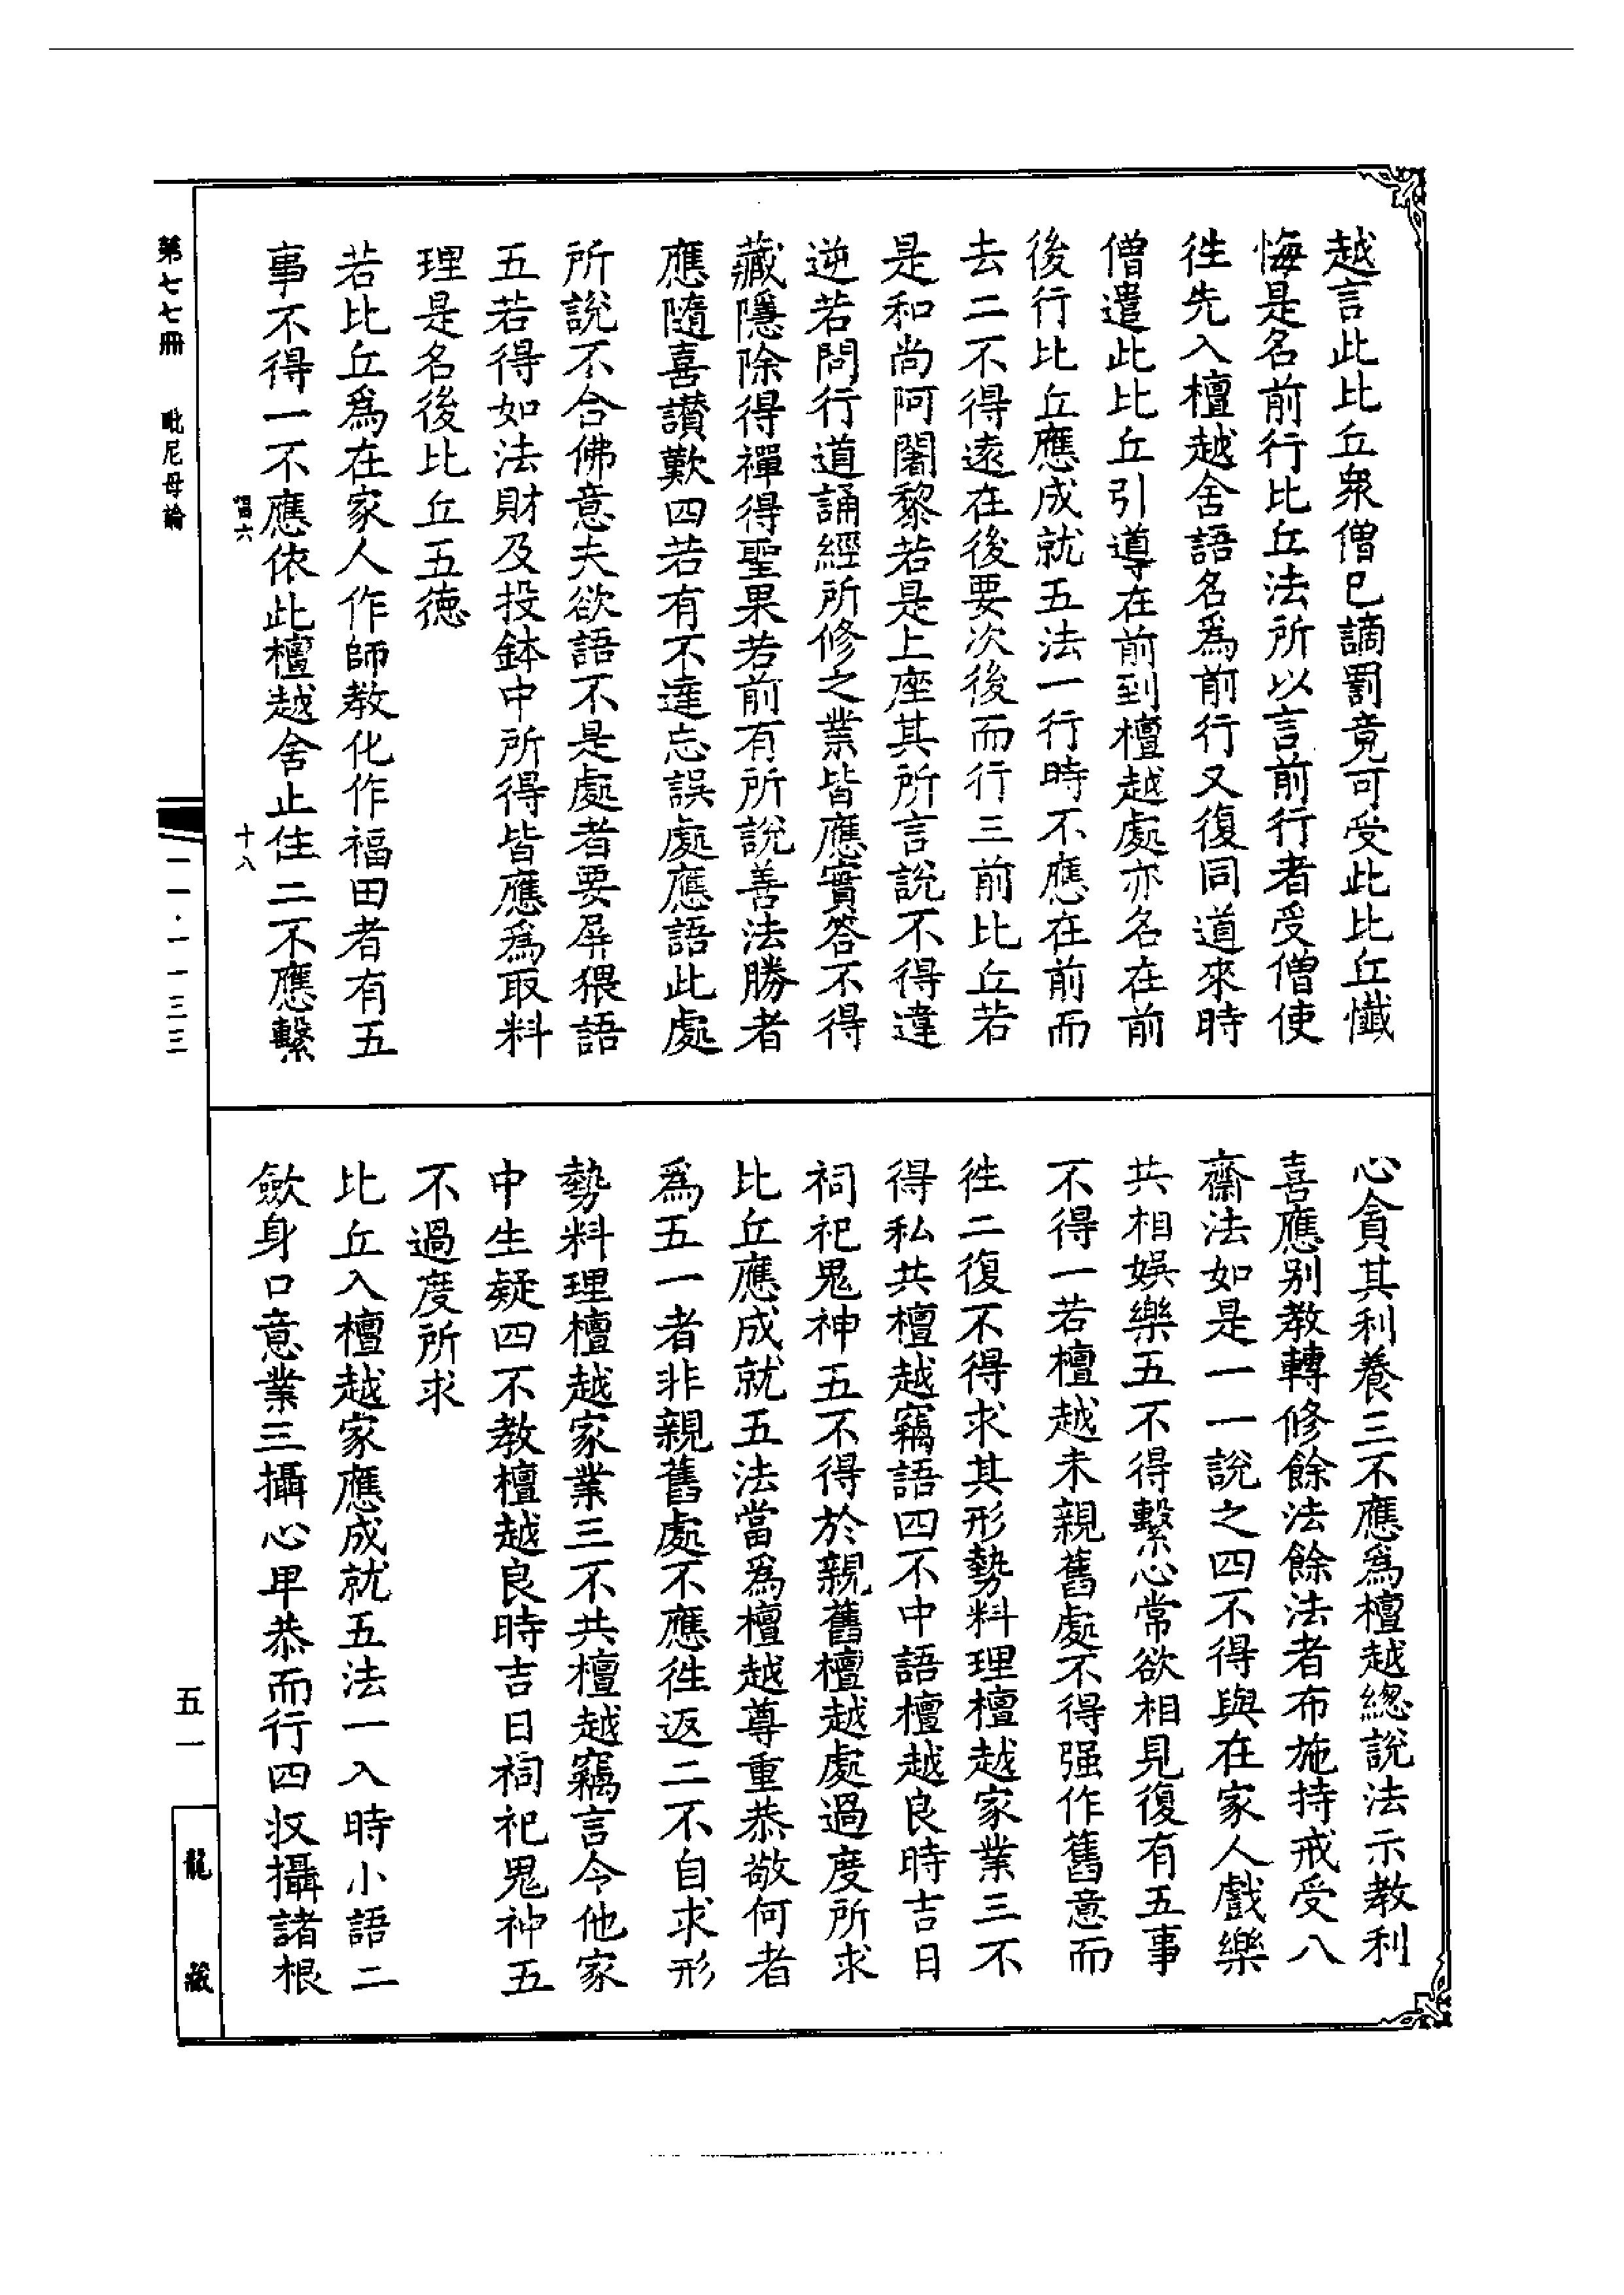 越言此比丘衆僧已謫罰竟可受此比丘懺
悔是名前行比丘法所以言前行者受僧使
徃先入檀越舍語名爲前行又復同道來時
僧遣此比丘引導在前到檀越處亦名在前
後行比丘應成就五法一行時不應在前而
去二不得遠在後要次後而行三前比丘若
是和尚阿闍黎若是上座其所言說不得違
逆若問行道誦經所修之業皆應實答不得
藏隱除得禪得聖果若前有所說善法勝者
應隨喜讃歎四若有不達忘誤處應語此處
所說不合佛意夫欲語不是處者要屏猥語
五若得如法財及投鉢中所得皆應爲取料
理是名後比丘五德
若比丘爲在家人作師教化作福田者有五
事不得一不應依此檀越舍止住二不應繫
心貪其利養三不應爲檀越總說法示教利
喜應別教轉修餘法餘法者布施持戒受八
齋法如是一一說之四不得與在家人戲樂
共相娛樂五不得繫心常欲相見復有五事
不得一若檀越未親舊處不得强作舊意而
徃二復不得求其形勢料理檀越家業三不
得私共檀越竊語四不中語檀越良時吉日
祠祀鬼神五不得於親舊檀越處過度所求
比丘應成就五法當爲檀越尊重恭敬何者
爲五一者非親舊處不應徃返二不自求形
勢料理檀越家業三不共檀越竊言令他家
中生疑四不教檀越良時吉日祠祀鬼神五
不過度所求
比丘入檀越家應成就五法一入時小語二
斂身口意業三攝心卑恭而行四收攝諸根
第七七冊 毗尼母論
唱六
十八
一一·一一三三
五一
龍藏